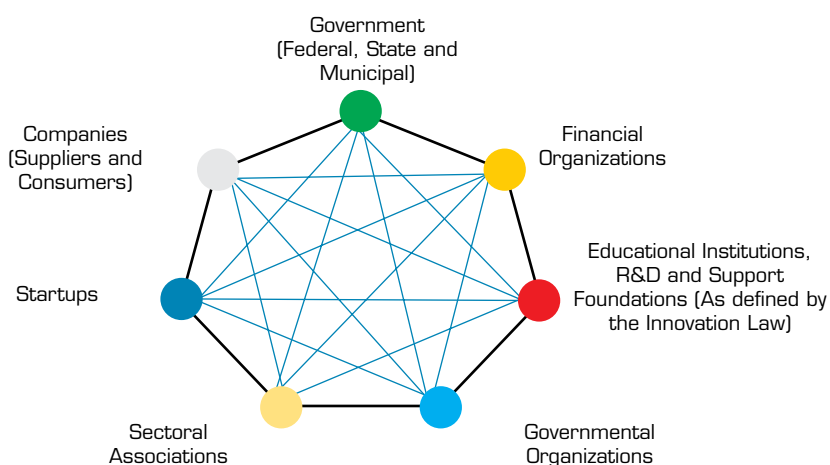 Government
(Federal, State and
Municipal)
Companies
(Suppliers and
Consumers)
Financial
Organizations
Educational Institutions,
R&D and Support
Foundations (As defined by
the Innovation Law)
Startups
Sectoral
Associations
Governmental
Organizations